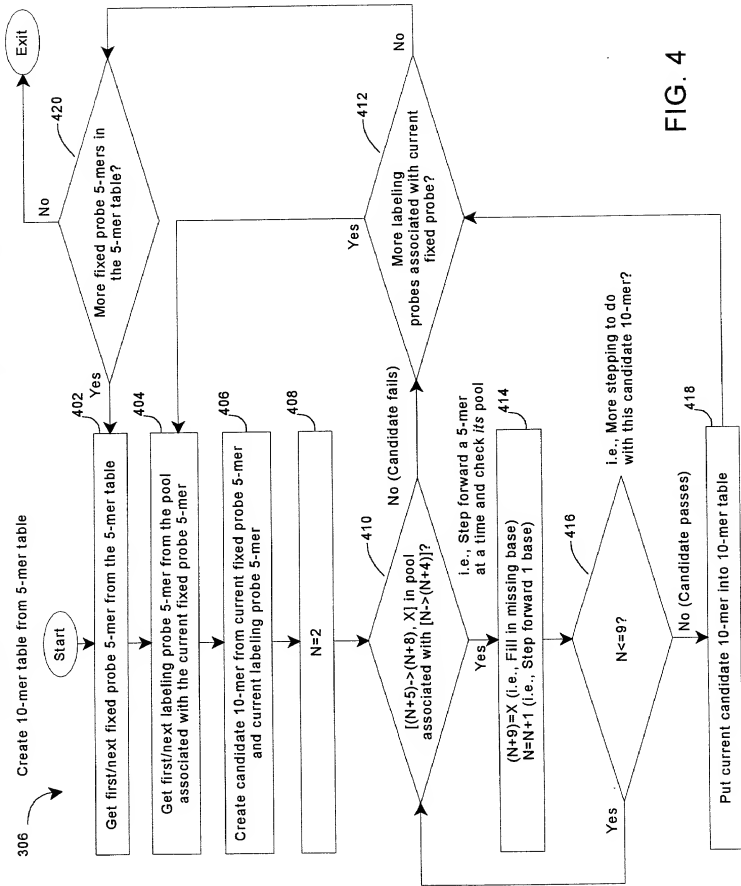 306
Create 10-mer table from 5-mer table
Start
402
Get first/next fixed probe 5-mer from the 5-mer table
404
Get first/next labeling probe 5-mer from the pool
associated with the current fixed probe 5-mer
406
Create candidate 10-mer from current fixed probe 5-mer
and current labeling probe 5-mer
408
N=2
410
[(N+5)->(N+8), X] in pool
associated with [N->(N+4)]?
No (Candidate fails)
Yes
i.e., Step forward a 5-mer
at a time and check its pool
414
(N+9)=X (i.e., Fill in missing base)
N=N+1 (i.e., Step forward 1 base)
416
N<=9?
i.e., More stepping to do
with this candidate 10-mer?
Yes
No (Candidate passes)
418
Put current candidate 10-mer into 10-mer table
412
More labeling
probes associated with current
fixed probe?
Yes
No
420
More fixed probe 5-mers in
the 5-mer table?
Yes
No
Exit
FIG. 4